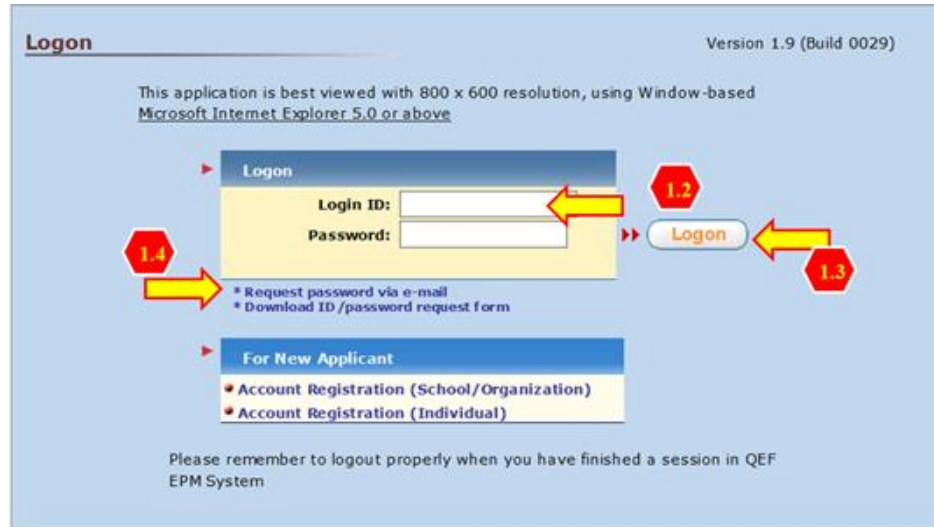 Logon
Version 1.9 (Build 0029)
This application is best viewed with 800 x 600 resolution, using Window-based
Microsoft Internet Explorer 5.0 or above
Logon
Login ID:
1.2
Password:
Logon
1.4
1.3
* Request password via e-mail
* Download ID/password request form
For New Applicant
Account Registration (School/Organization)
Account Registration (Individual)
Please remember to logout properly when you have finished a session in QEF
EPM System